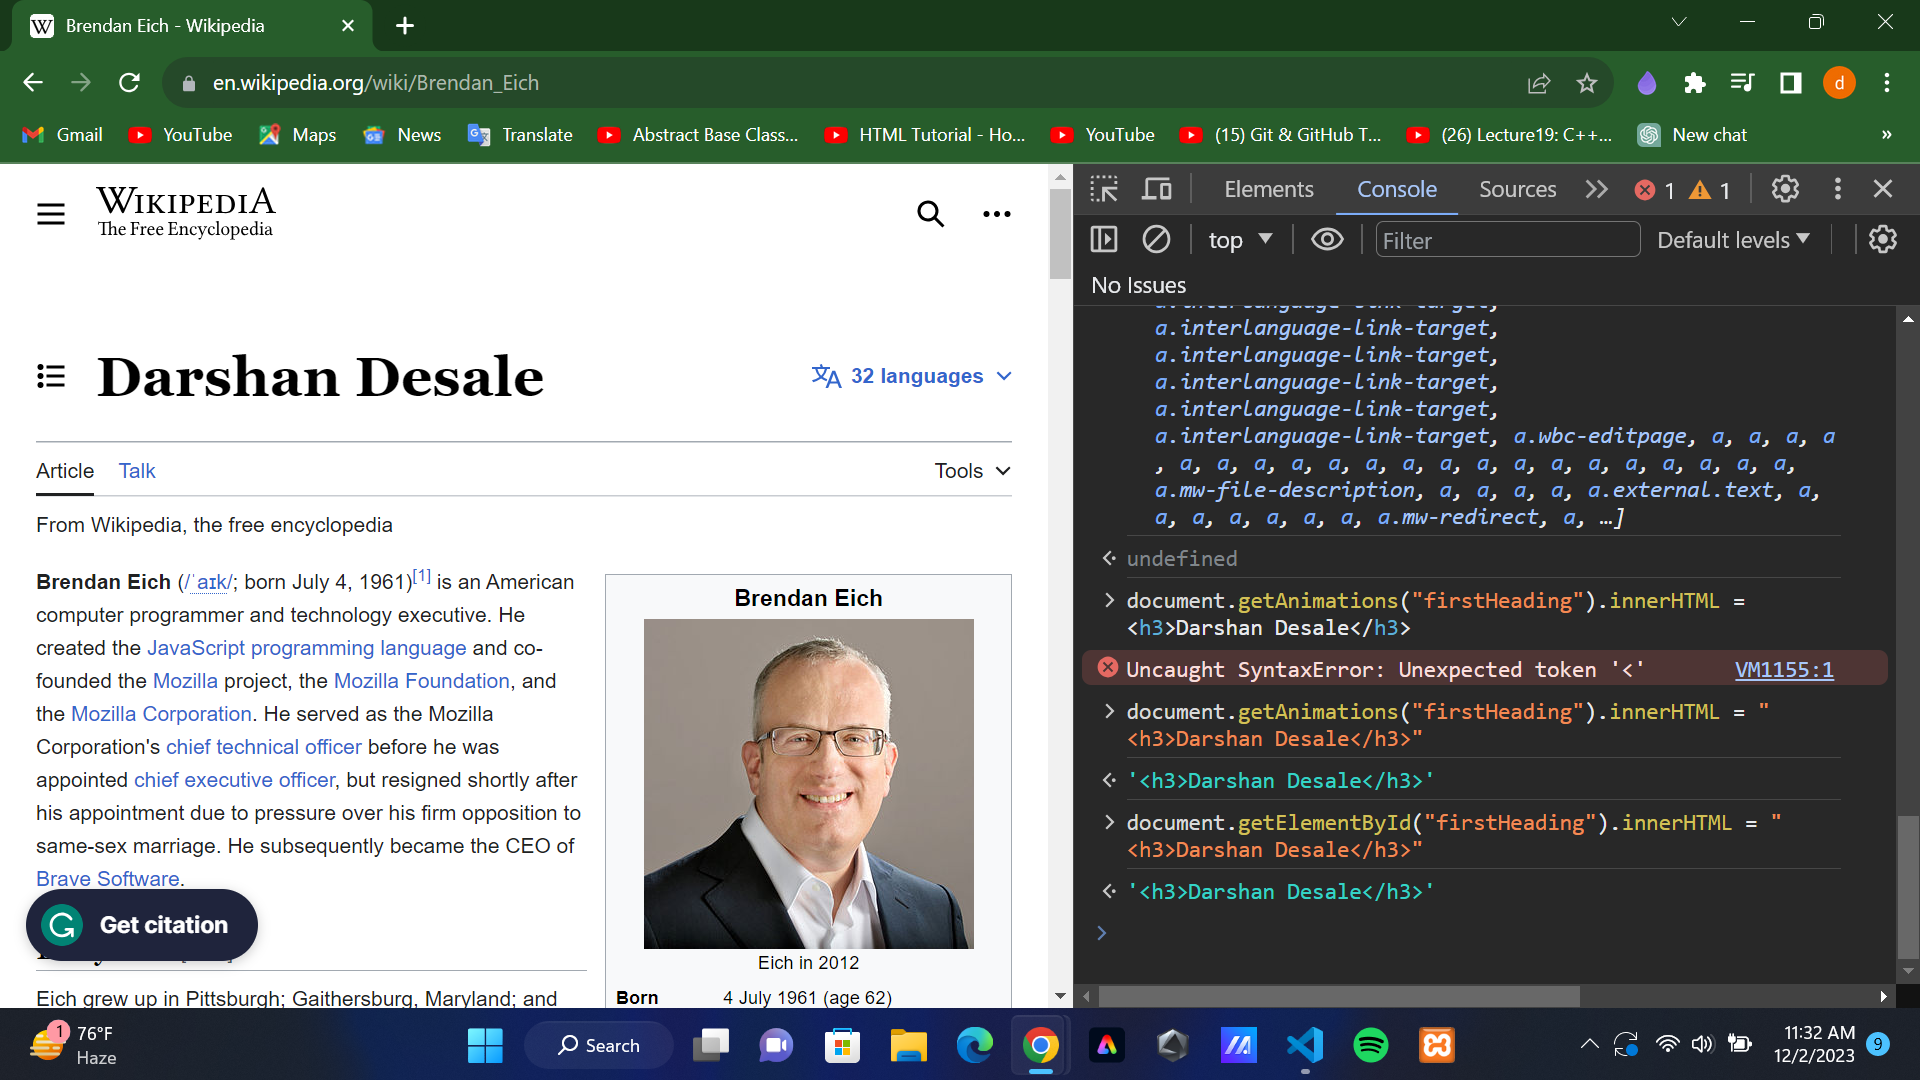 Brendan Eich - Wikipedia
en.wikipedia.org/wiki/Brendan_Eich
d
Gmail YouTube Maps News Translate Abstract Base Class... HTML Tutorial - Ho... YouTube (15) Git & GitHub T... (26) Lecture19: C++... New chat »
WIKIPEDIA
The Free Encyclopedia
Darshan Desale
32 languages
Article Talk Tools
From Wikipedia, the free encyclopedia
Brendan Eich (/ˈaɪk/; born July 4, 1961)[1] is an American
computer programmer and technology executive. He
created the JavaScript programming language and co-
founded the Mozilla project, the Mozilla Foundation, and
the Mozilla Corporation. He served as the Mozilla
Corporation's chief technical officer before he was
appointed chief executive officer, but resigned shortly after
his appointment due to pressure over his firm opposition to
same-sex marriage. He subsequently became the CEO of
Brave Software.
Get citation
Eich grew up in Pittsburgh; Gaithersburg, Maryland; and
Brendan Eich
Eich in 2012
Born 4 July 1961 (age 62)
Elements Console Sources 1 1
top Filter Default levels
No Issues
a.interlanguage-link-target,
a.interlanguage-link-target,
a.interlanguage-link-target,
a.interlanguage-link-target,
a.interlanguage-link-target,
a.interlanguage-link-target, a.wbc-editpage, a, a, a, a
, a, a, a, a, a, a, a, a, a, a, a, a, a, a, a, a, a,
a.mw-file-description, a, a, a, a, a.external.text, a,
a, a, a, a, a, a, a.mw-redirect, a, …]
undefined
document.getAnimations("firstHeading").innerHTML =
<h3>Darshan Desale</h3>
Uncaught SyntaxError: Unexpected token '<' VM1155:1
document.getAnimations("firstHeading").innerHTML = "
<h3>Darshan Desale</h3>"
'<h3>Darshan Desale</h3>'
document.getElementById("firstHeading").innerHTML = "
<h3>Darshan Desale</h3>"
'<h3>Darshan Desale</h3>'
1
76°F
Haze
Search
11:32 AM
12/2/2023
9